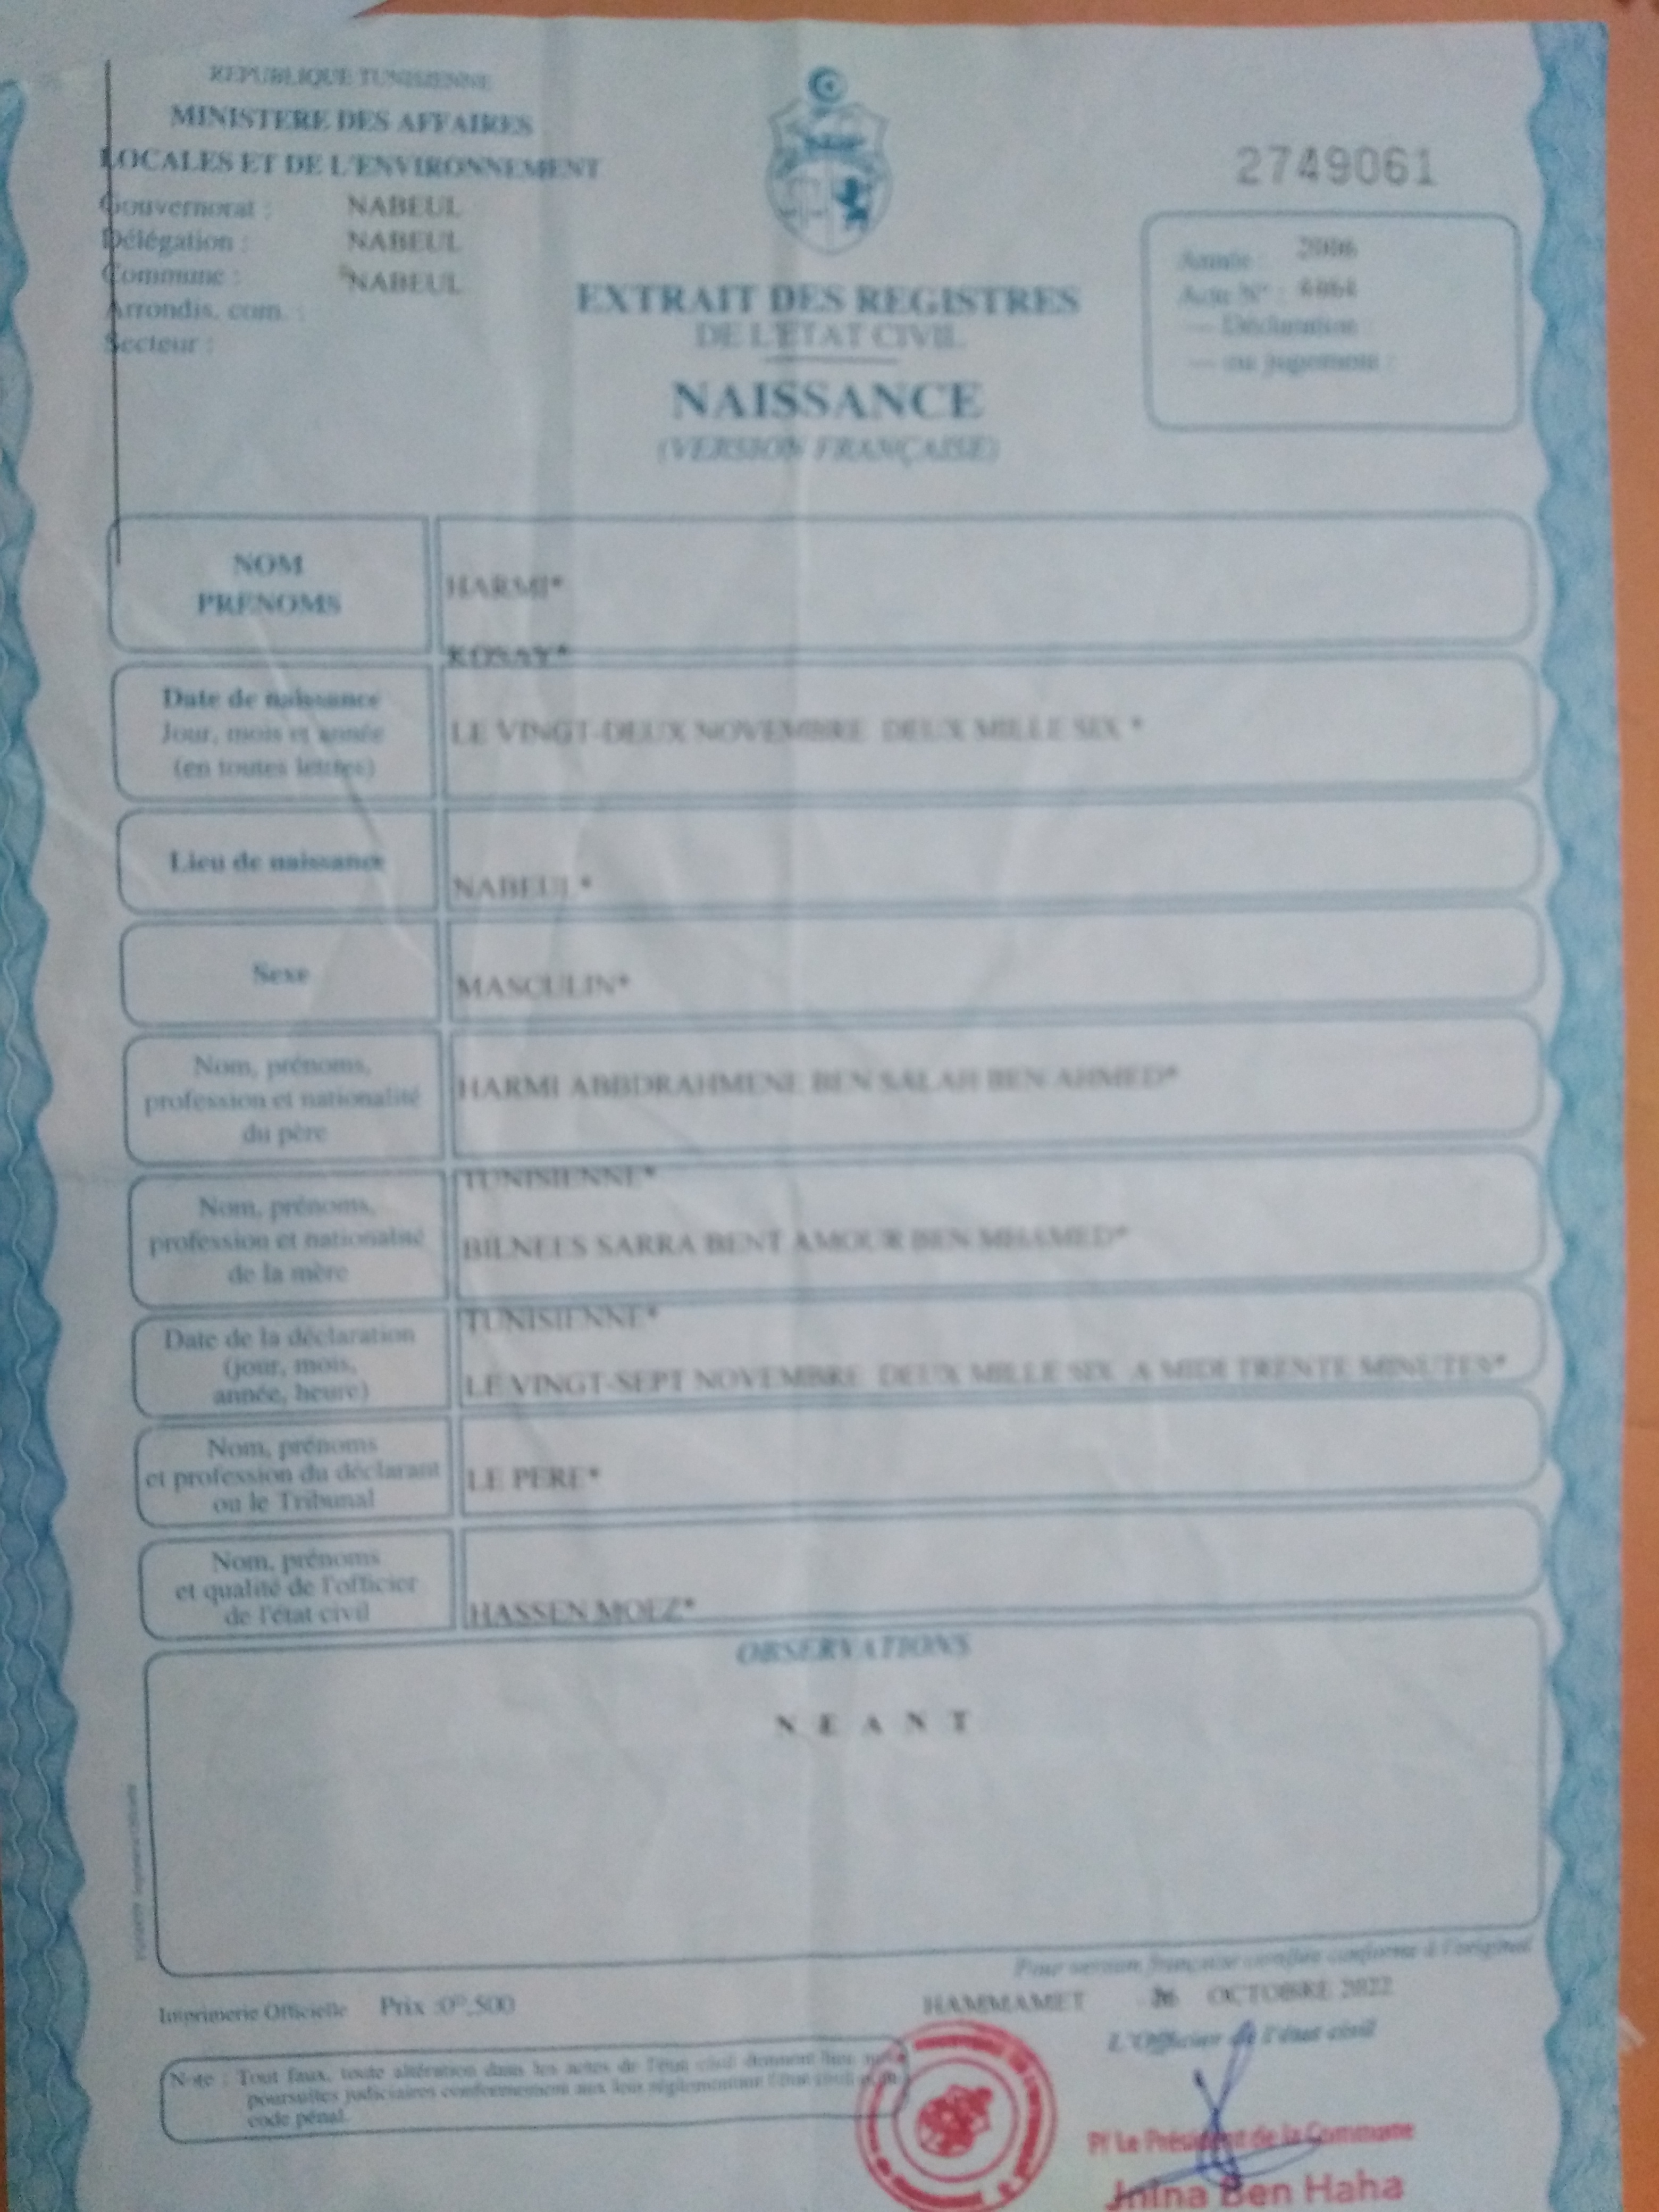 REPUBLIQUE TUNISIENNE
MINISTERE DES AFFAIRES
LOCALES ET DE L'ENVIRONNEMENT
Gouvernorat : NABEUL
Délégation : NABEUL
Commune : NABEUL
Arrondis. com. :
Secteur :
2749061
Année : 2006
Acte N° :
— Déclaration
— ou jugement :
EXTRAIT DES REGISTRES
DE L'ETAT CIVIL
NAISSANCE
(VERSION FRANÇAISE)
NOM
PRENOMS
HARMI*
KOSAY*
Date de naissance
Jour, mois et année
(en toutes lettres)
LE VINGT-DEUX NOVEMBRE DEUX MILLE SIX *
Lieu de naissance
NABEUL*
Sexe
MASCULIN*
Nom, prénoms,
profession et nationalité
du père
HARMI ABBDRAHMENE BEN SALAH BEN AHMED*
TUNISIENNE*
Nom, prénoms,
profession et nationalité
de la mère
BILNEES SARRA BENT AMOUR BEN MHAMED*
TUNISIENNE*
Date de la déclaration
(jour, mois,
année, heure)
LE VINGT-SEPT NOVEMBRE DEUX MILLE SIX A MIDI TRENTE MINUTES*
Nom, prénoms
et profession du déclarant
ou le Tribunal
LE PERE*
Nom, prénoms
et qualité de l'officier
de l'état civil
HASSEN MOEZ*
OBSERVATIONS
N E A N T
Pour version française certifiée conforme à l'original
Imprimerie Officielle Prix :0ᴰ,500
HAMMAMET OCTOBRE 2022
L'Officier de l'état civil
Note : Tout faux, toute altération dans les actes de l'état civil donnent lieu
poursuites judiciaires conformement aux règlementant l'état civil
code pénal.
P/ Le Président de la Commune
Jnina Ben Haha